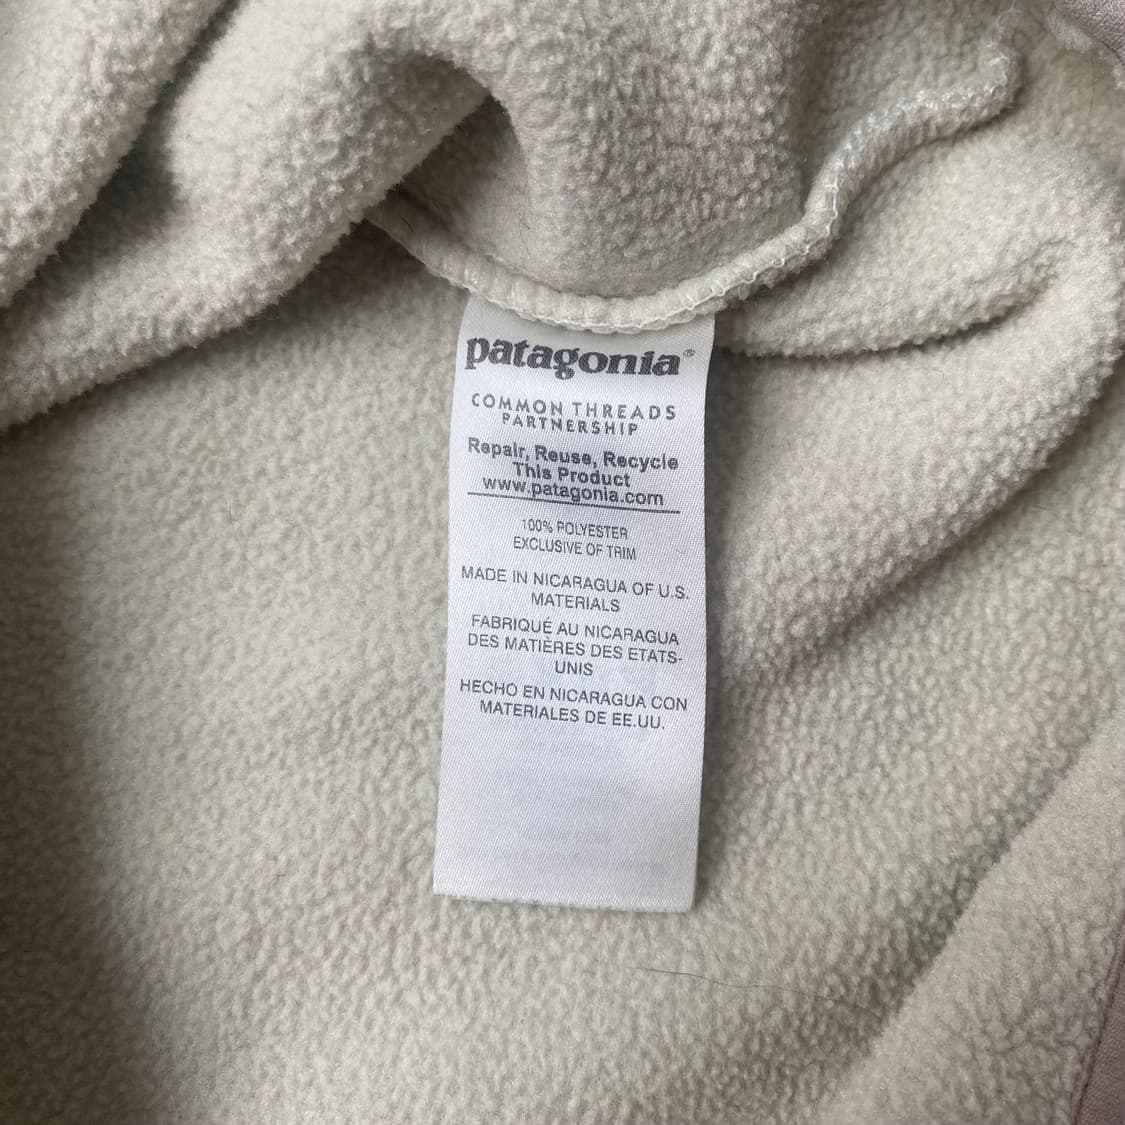 patagonia®
COMMON THREADS
PARTNERSHIP
Repair, Reuse, Recycle
This Product
www.patagonia.com
100% POLYESTER
EXCLUSIVE OF TRIM
MADE IN NICARAGUA OF U.S.
MATERIALS
FABRIQUÉ AU NICARAGUA
DES MATIÈRES DES ETATS-
UNIS
HECHO EN NICARAGUA CON
MATERIALES DE EE.UU.